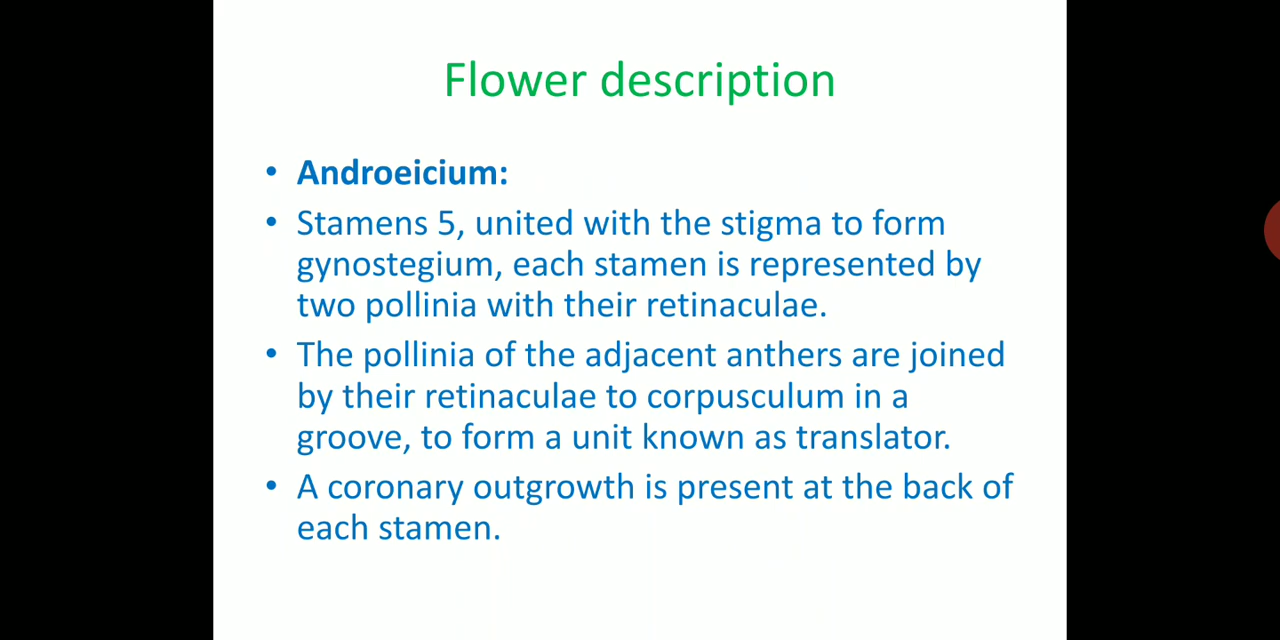 Flower description
• Androeicium:
• Stamens 5, united with the stigma to form
gynostegium, each stamen is represented by
two pollinia with their retinaculae.
• The pollinia of the adjacent anthers are joined
by their retinaculae to corpusculum in a
groove, to form a unit known as translator.
• A coronary outgrowth is present at the back of
each stamen.